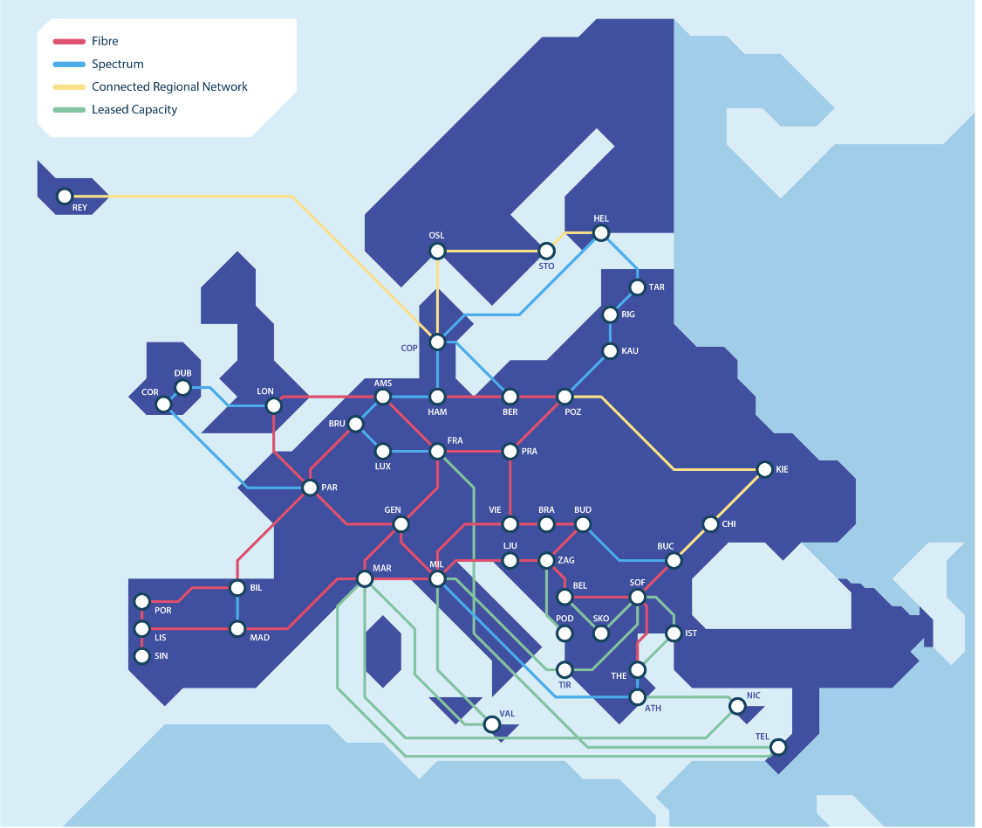 Fibre
Spectrum
Connected Regional Network
Leased Capacity
REY
HEL
OSL
STO
TAR
RIG
COP
KAU
DUB
AMS
COR
LON
HAM
BER
POZ
BRU
FRA
PRA
LUX
KIE
PAR
GEN
VIE
BRA
BUD
CHI
LJU
ZAG
BUC
MAR
MIL
BEL
SOF
BIL
POR
POD
SKO
LIS
MAD
IST
SIN
TIR
THE
NIC
ATH
VAL
TEL